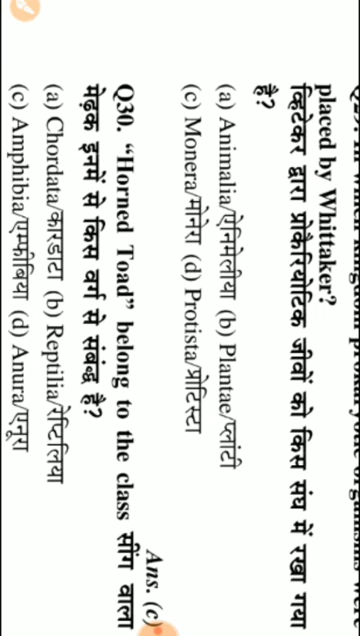 placed by Whittaker?
व्हिटेकर द्वारा प्रोकैरियोटिक जीवों को किस संघ में रखा गया
है?
(a) Animalia/ऐनिमेलीया (b) Plantae/प्लांटी
(c) Monera/मोनेरा (d) Protista/प्रोटिस्टा
Ans. (c)
Q30. “Horned Toad” belong to the class सींग वाला
मेढ़क इनमें से किस वर्ग से संबंद्ध है?
(a) Chordata/कारडाटा (b) Reptilia/रेप्टिलिया
(c) Amphibia/एम्फीबिया (d) Anura/एनूरा